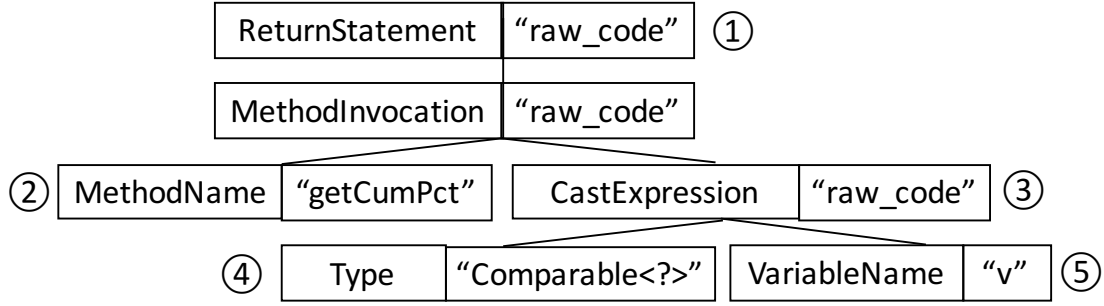 ReturnStatement “raw_code” ①
MethodInvocation “raw_code”
② MethodName “getCumPct” CastExpression “raw_code” ③
④ Type “Comparable<?>” VariableName “v” ⑤